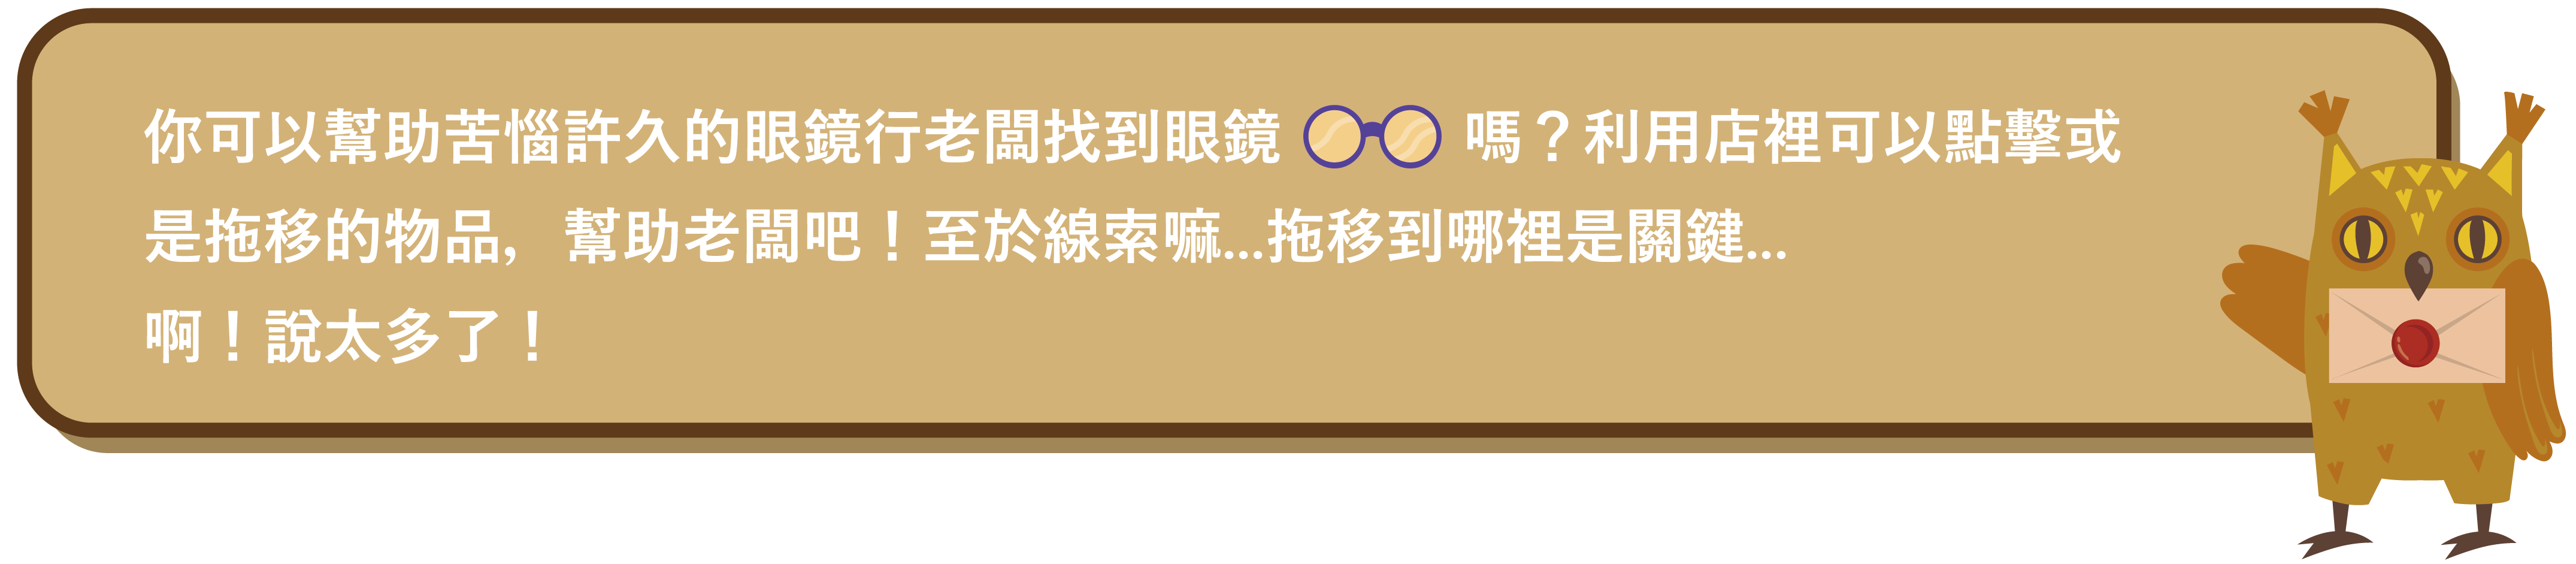 你可以幫助苦惱許久的眼鏡行老闆找到眼鏡 嗎？利用店裡可以點擊或
是拖移的物品，幫助老闆吧！至於線索嘛...拖移到哪裡是關鍵...
啊！說太多了！